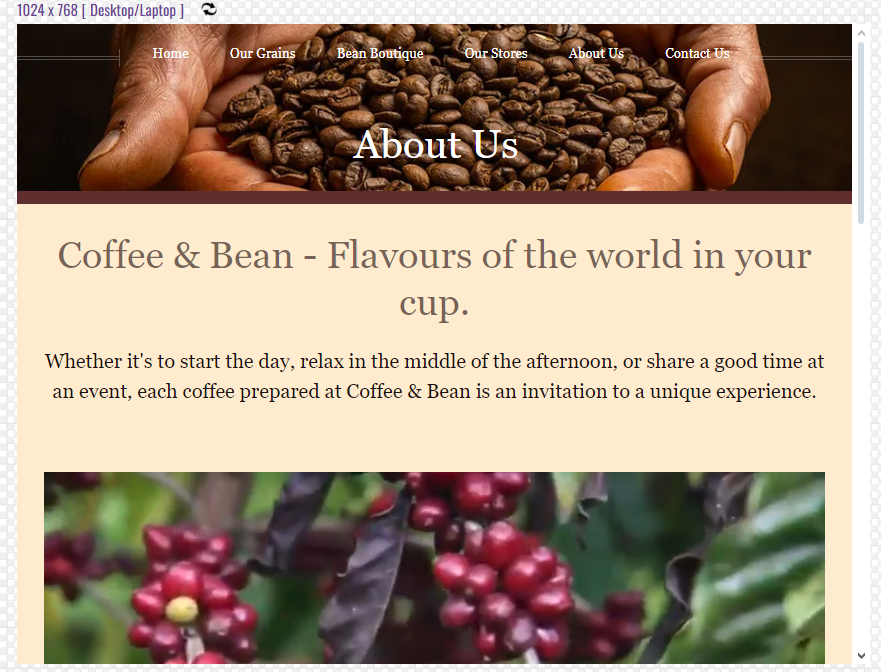 1024 x 768 [ Desktop/Laptop ]
Home Our Grains Bean Boutique Our Stores About Us Contact Us
About Us
Coffee & Bean - Flavours of the world in your
cup.
Whether it's to start the day, relax in the middle of the afternoon, or share a good time at
an event, each coffee prepared at Coffee & Bean is an invitation to a unique experience.